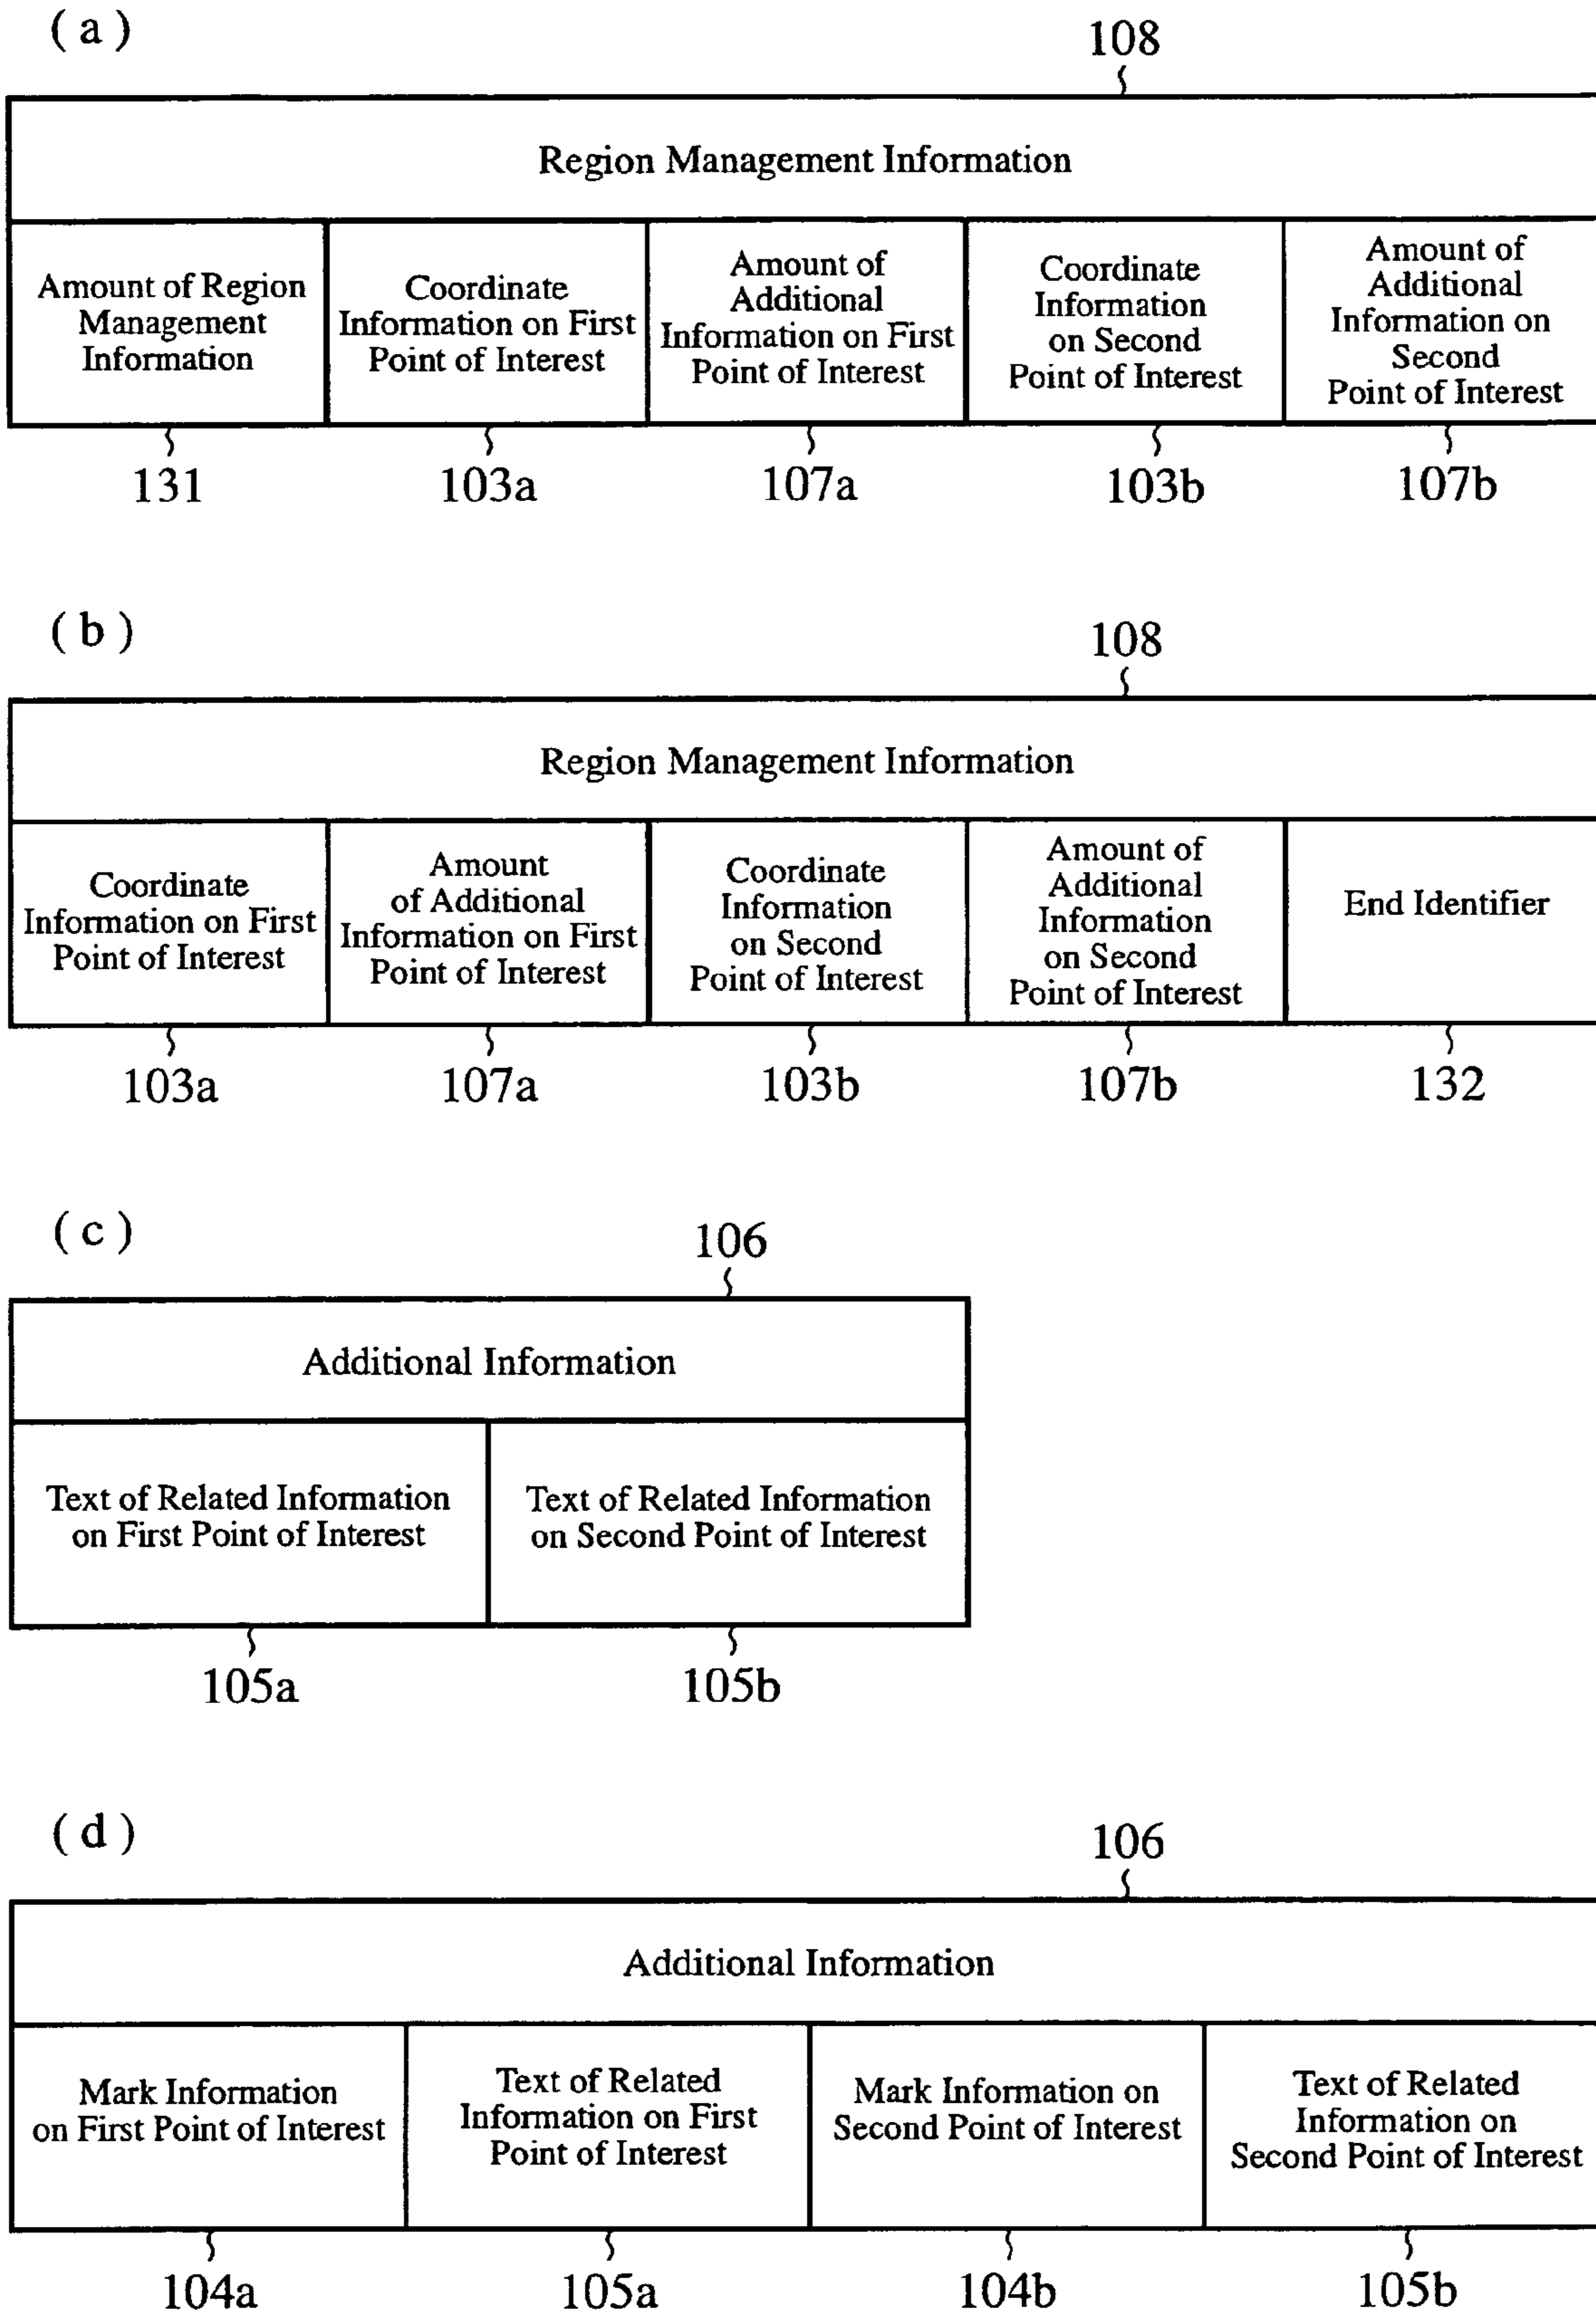 ( a )
108
Region Management Information
Amount of Region
Management
Information
Coordinate
Information on First
Point of Interest
Amount of
Additional
Information on First
Point of Interest
Coordinate
Information
on Second
Point of Interest
Amount of
Additional
Information on
Second
Point of Interest
131
103a
107a
103b
107b
( b )
108
Region Management Information
Coordinate
Information on First
Point of Interest
Amount
of Additional
Information on First
Point of Interest
Coordinate
Information
on Second
Point of Interest
Amount of
Additional
Information
on Second
Point of Interest
End Identifier
103a
107a
103b
107b
132
( c )
106
Additional Information
Text of Related Information
on First Point of Interest
Text of Related Information
on Second Point of Interest
105a
105b
( d )
106
Additional Information
Mark Information
on First Point of Interest
Text of Related
Information on First
Point of Interest
Mark Information on
Second Point of Interest
Text of Related
Information on
Second Point of Interest
104a
105a
104b
105b